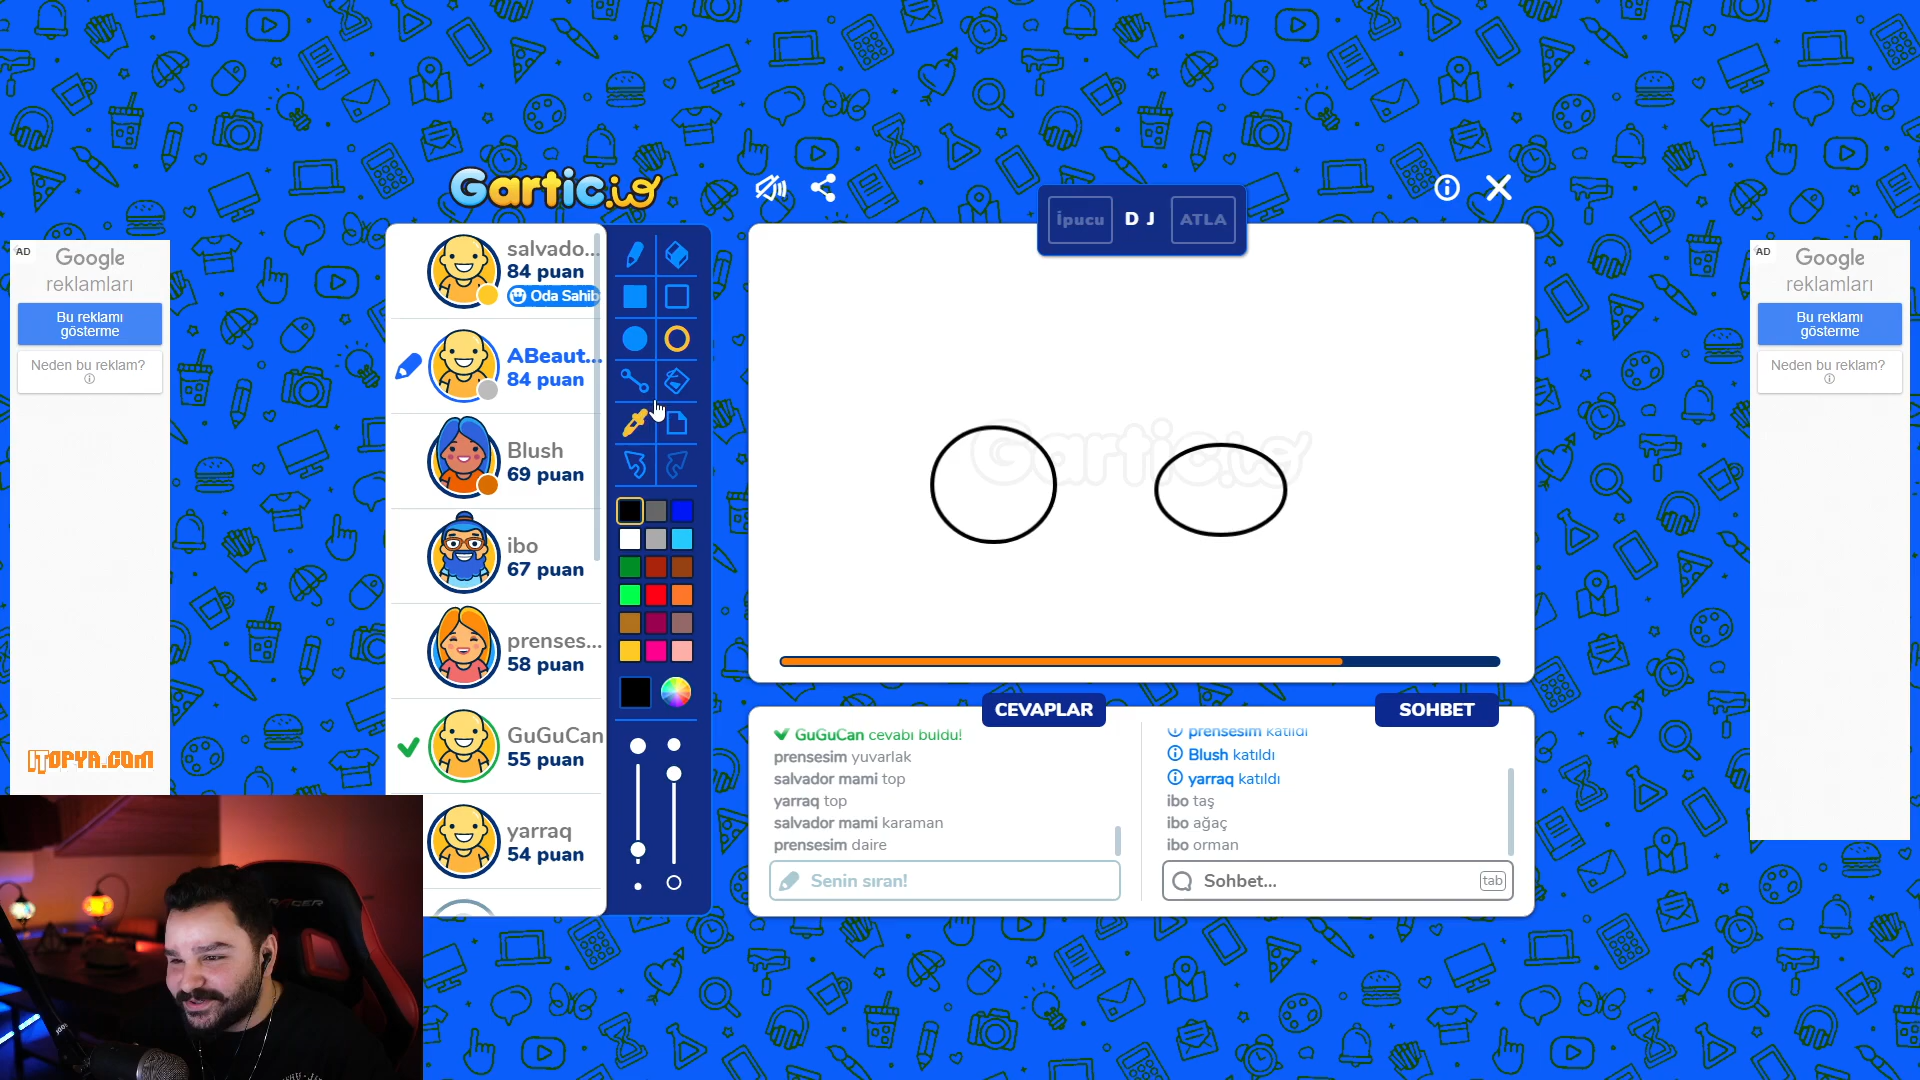 Gartic.io
İpucu
D J
ATLA
AD
Google
reklamları
Bu reklamı
gösterme
Neden bu reklam?
iTOPYA.COM
salvado...
84 puan
Oda Sahib
ABeaut...
84 puan
Blush
69 puan
ibo
67 puan
prenses...
58 puan
GuGuCan
55 puan
yarraq
54 puan
Gartic.io
CEVAPLAR
GuGuCan cevabı buldu!
prensesim yuvarlak
salvador mami top
yarraq top
salvador mami karaman
prensesim daire
Senin sıran!
SOHBET
prensesim katıldı
Blush katıldı
yarraq katıldı
ibo taş
ibo ağaç
ibo orman
Sohbet...
tab
AD
Google
reklamları
Bu reklamı
gösterme
Neden bu reklam?